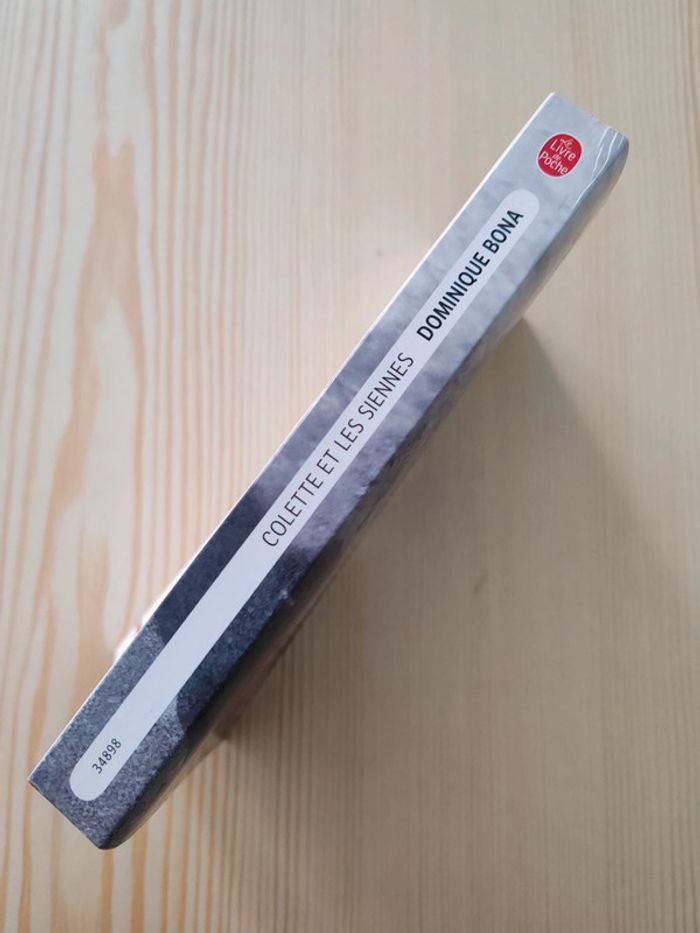 34898
COLETTE ET LES SIENNES DOMINIQUE BONA
Le
Livre
de
Poche